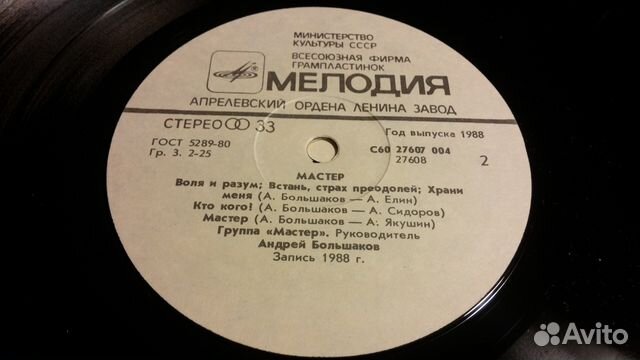 МИНИСТЕРСТВО
КУЛЬТУРЫ СССР
ВСЕСОЮЗНАЯ ФИРМА
ГРАМПЛАСТИНОК
МЕЛОДИЯ
АПРЕЛЕВСКИЙ ОРДЕНА ЛЕНИНА ЗАВОД
СТЕРЕО 33
Год выпуска 1988
ГОСТ 5289-80
Гр. 3. 2-25
С60 27607 004
27608
2
МАСТЕР
Воля и разум; Встань, страх преодолей; Храни
меня (А. Большаков — А. Елин)
Кто кого? (А. Большаков — А. Сидоров)
Мастер (А. Большаков — А. Якушин)
Группа «Мастер». Руководитель
Андрей Большаков
Запись 1988 г.
Avito